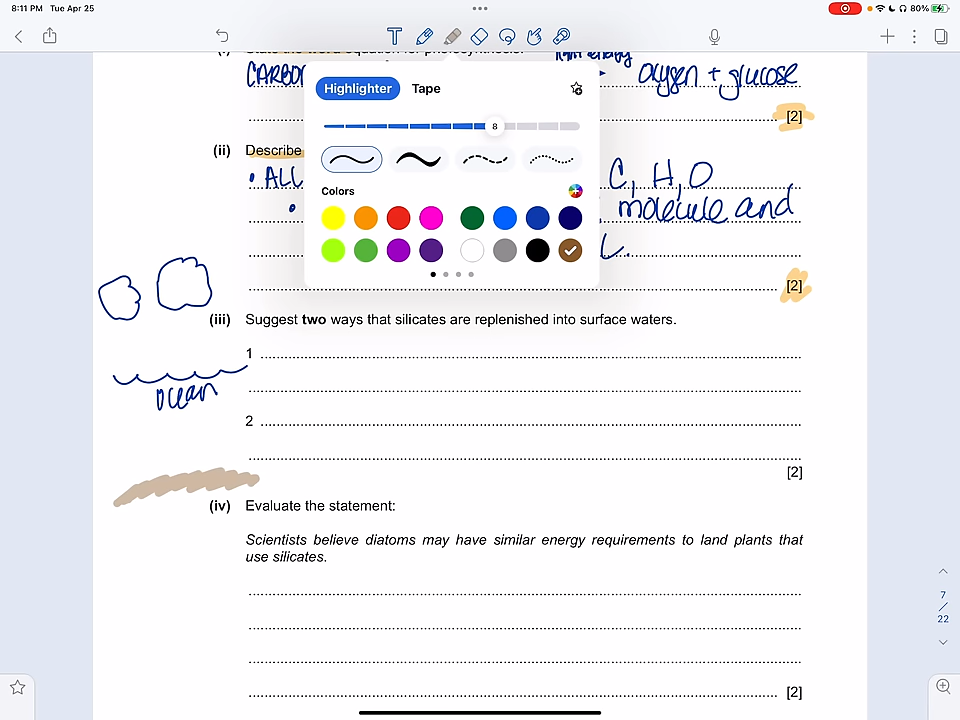 8:11 PM Tue Apr 25
80%
CARBON
oxygen + glucose
Highlighter Tape
[2]
8
(ii) Describe
• ALL
C, H, O
Colors
molecule and
[2]
(iii) Suggest two ways that silicates are replenished into surface waters.
1
ocean
2
[2]
(iv) Evaluate the statement:
Scientists believe diatoms may have similar energy requirements to land plants that
use silicates.
7
/
22
[2]